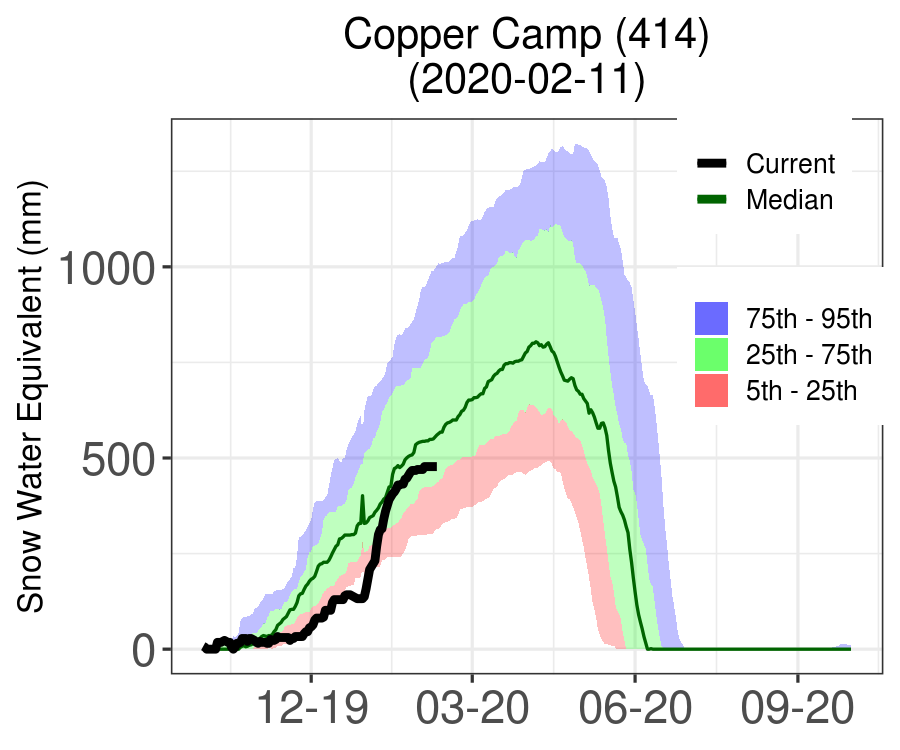 Copper Camp (414)
(2020-02-11)
Snow Water Equivalent (mm)
1000
500
0
12-19
03-20
06-20
09-20
Current
Median
75th - 95th
25th - 75th
5th - 25th